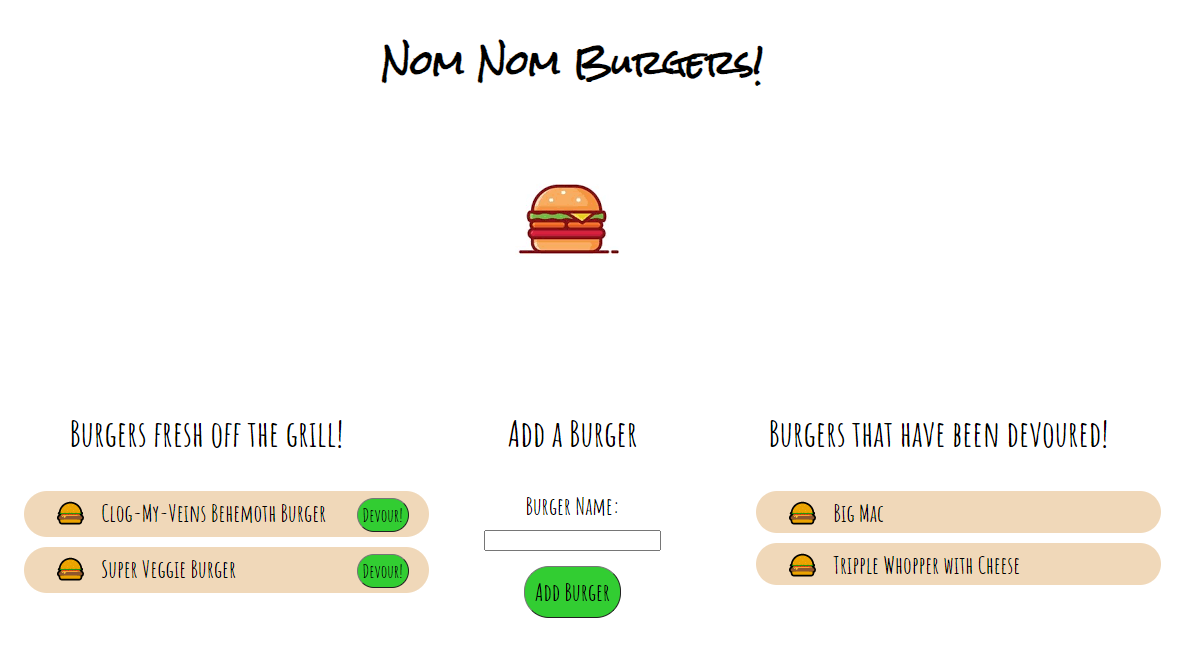 Nom Nom Burgers!
Burgers fresh off the grill!
Clog-My-Veins Behemoth Burger
Devour!
Super Veggie Burger
Devour!
Add a Burger
Burger Name:
Add Burger
Burgers that have been devoured!
Big Mac
Tripple Whopper with Cheese